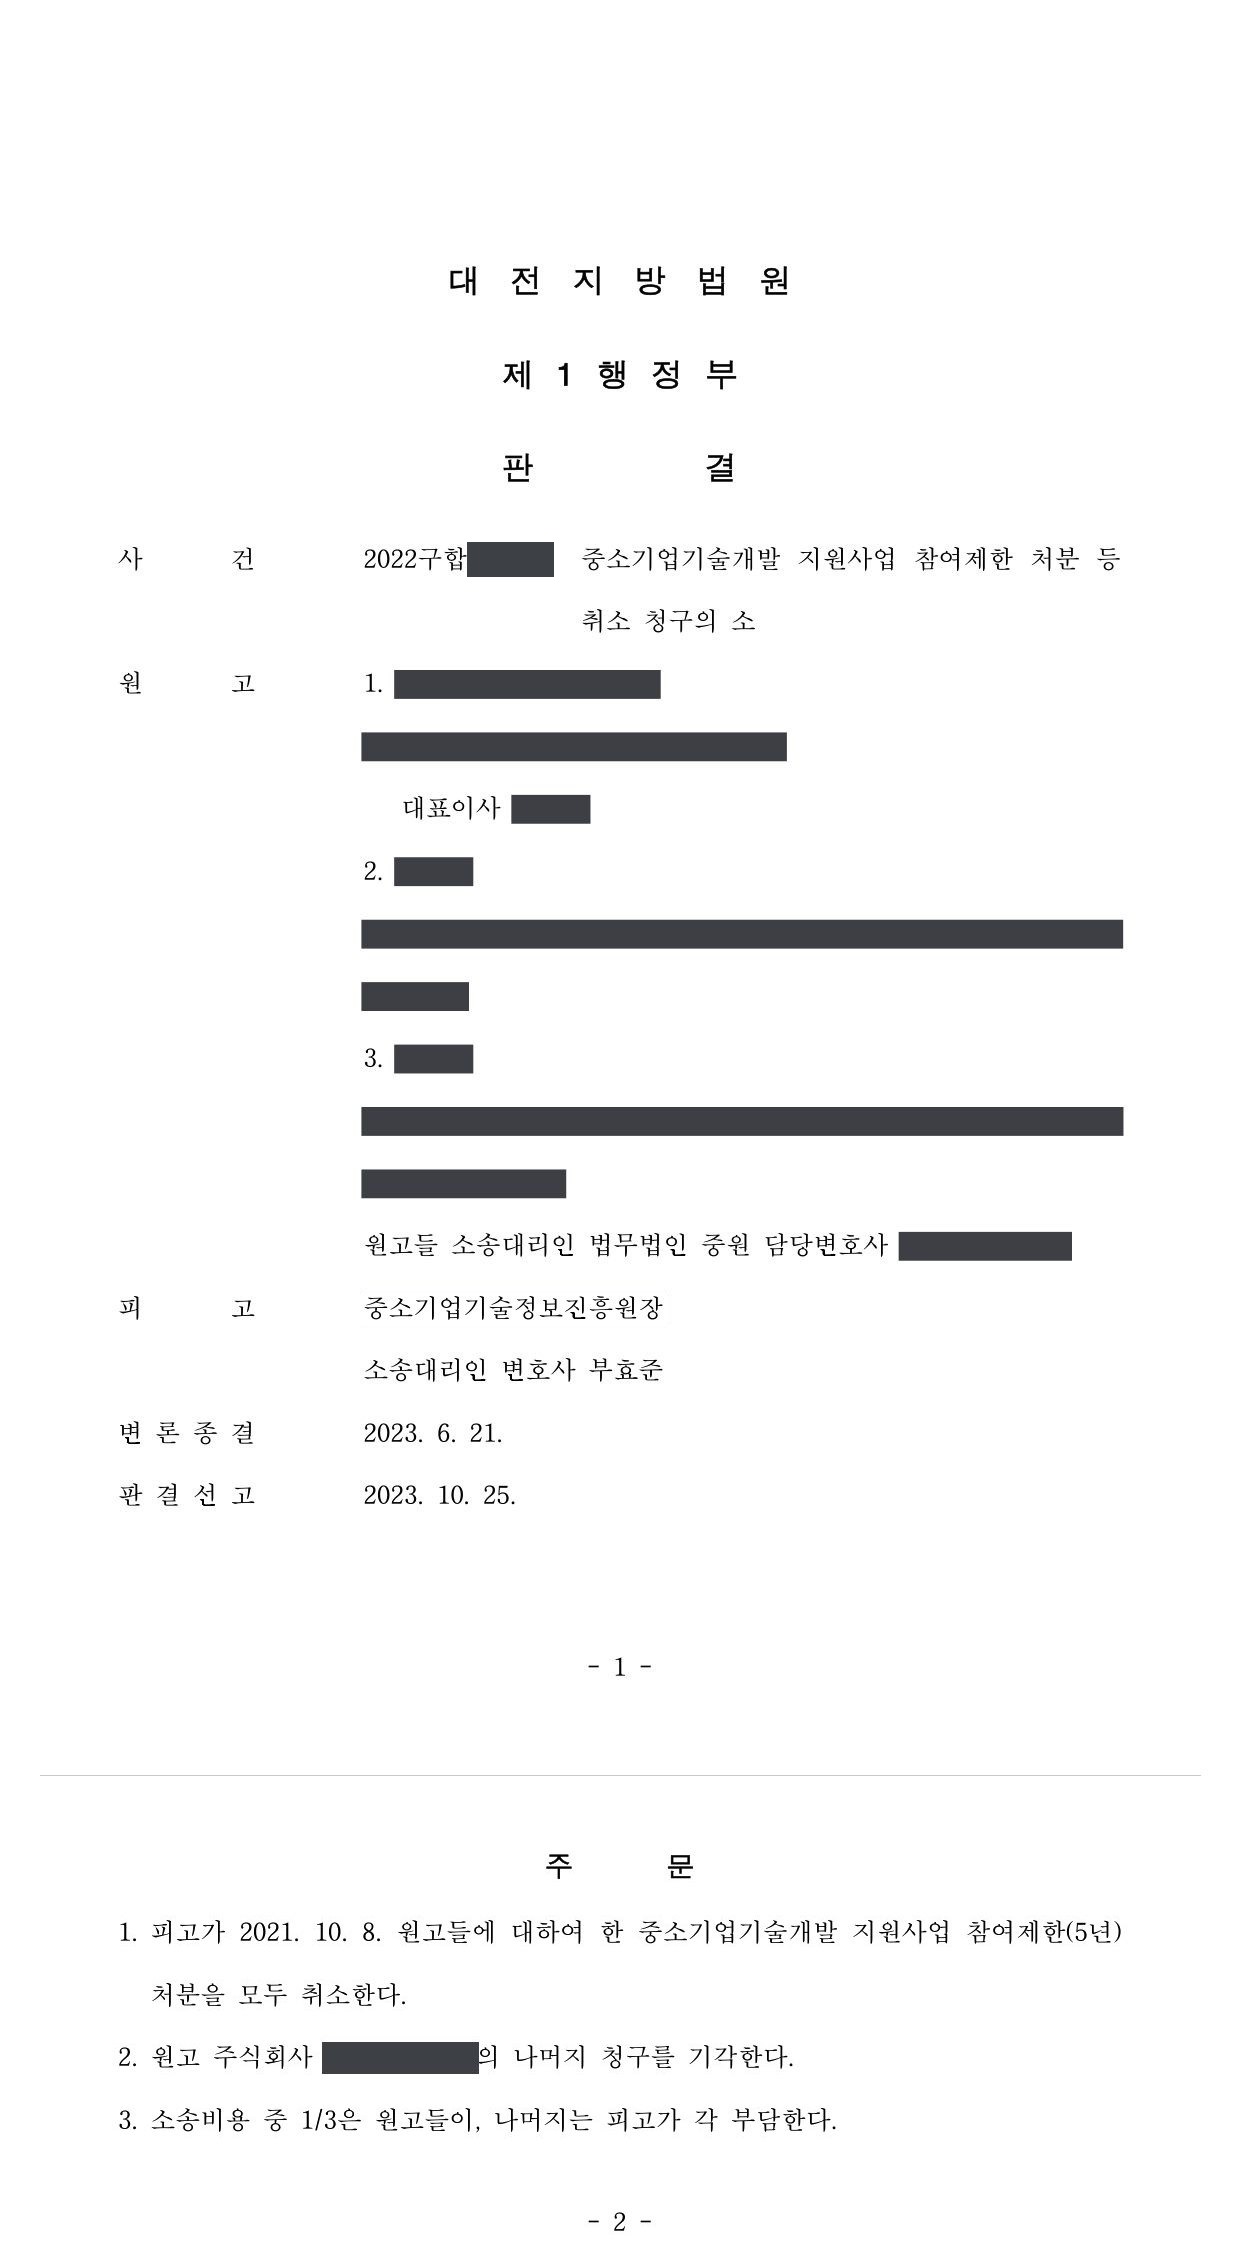 대 전 지 방 법 원
제 1 행 정 부
판 결
사 건 2022구합 중소기업기술개발 지원사업 참여제한 처분 등
취소 청구의 소
원 고 1.
대표이사
2.
3.
원고들 소송대리인 법무법인 중원 담당변호사
피 고 중소기업기술정보진흥원장
소송대리인 변호사 부효준
변 론 종 결 2023. 6. 21.
판 결 선 고 2023. 10. 25.
- 1 -
주 문
1. 피고가 2021. 10. 8. 원고들에 대하여 한 중소기업기술개발 지원사업 참여제한(5년)
처분을 모두 취소한다.
2. 원고 주식회사 의 나머지 청구를 기각한다.
3. 소송비용 중 1/3은 원고들이, 나머지는 피고가 각 부담한다.
- 2 -